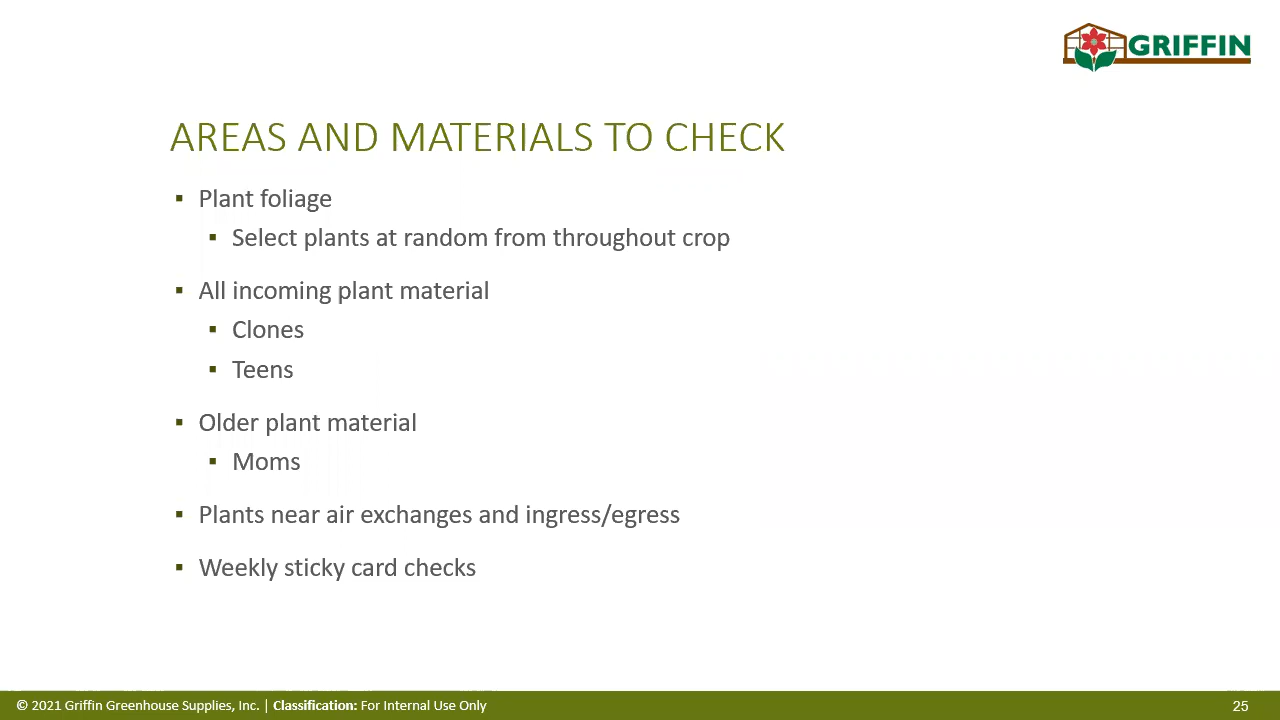 GRIFFIN
AREAS AND MATERIALS TO CHECK
▪ Plant foliage
▪ Select plants at random from throughout crop
▪ All incoming plant material
▪ Clones
▪ Teens
▪ Older plant material
▪ Moms
▪ Plants near air exchanges and ingress/egress
▪ Weekly sticky card checks
© 2021 Griffin Greenhouse Supplies, Inc. | Classification: For Internal Use Only
25